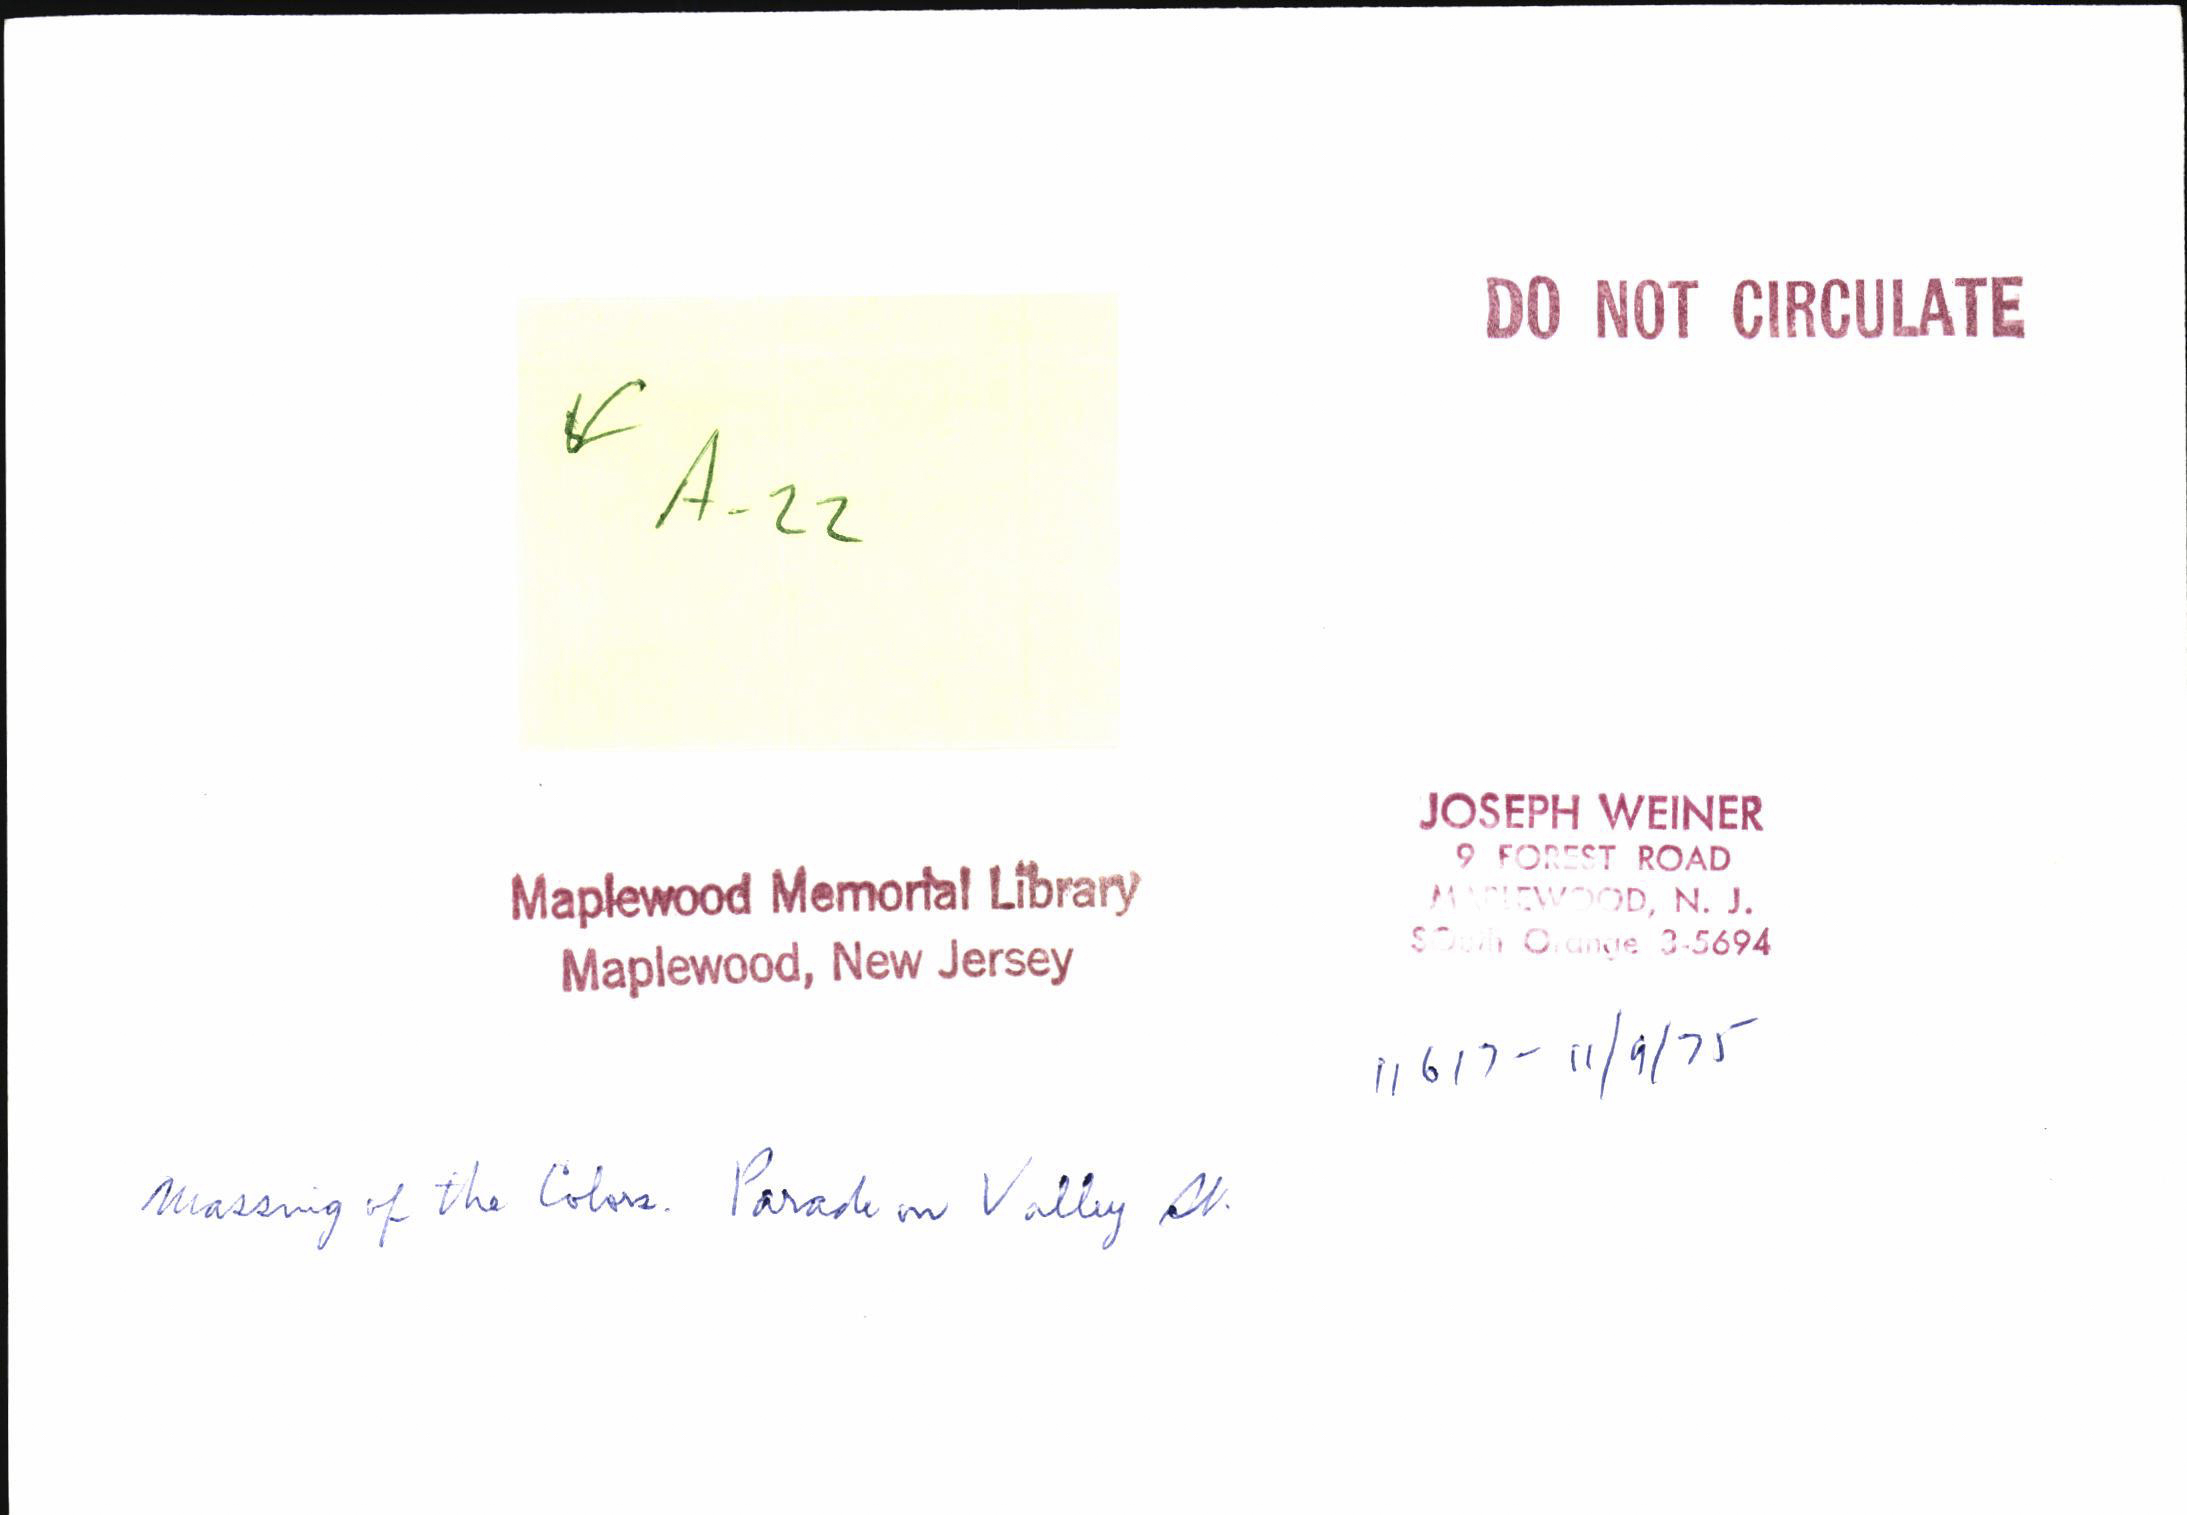 DO NOT CIRCULATE
A-22
Maplewood Memorial Library
Maplewood, New Jersey
JOSEPH WEINER
9 FOREST ROAD
MAPLEWOOD, N. J.
SOuth Orange 3-5694
11617- 11/9/75
Massing of the Colors. Parade on Valley St.